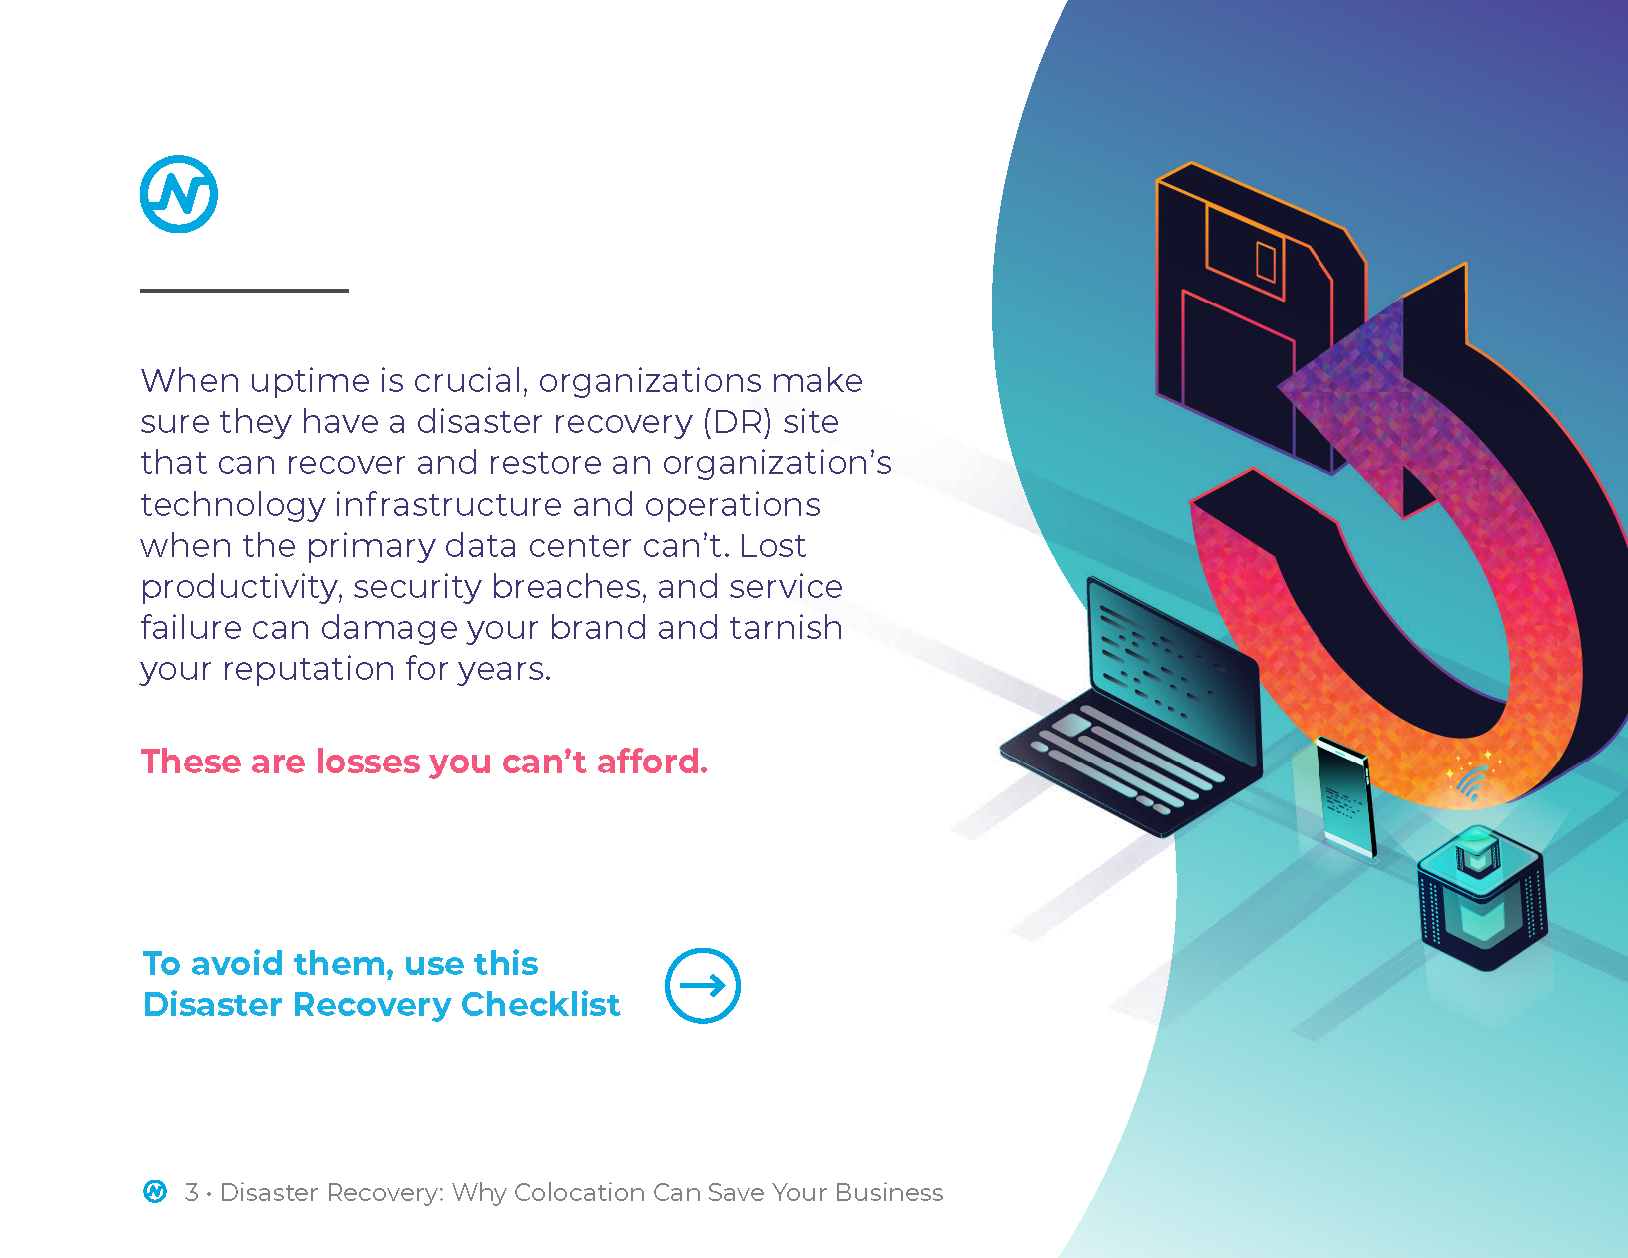 When uptime is crucial, organizations make
sure they have a disaster recovery (DR) site
that can recover and restore an organization’s
technology infrastructure and operations
when the primary data center can’t. Lost
productivity, security breaches, and service
failure can damage your brand and tarnish
your reputation for years.
These are losses you can’t afford.
To avoid them, use this
Disaster Recovery Checklist
3 • Disaster Recovery: Why Colocation Can Save Your Business